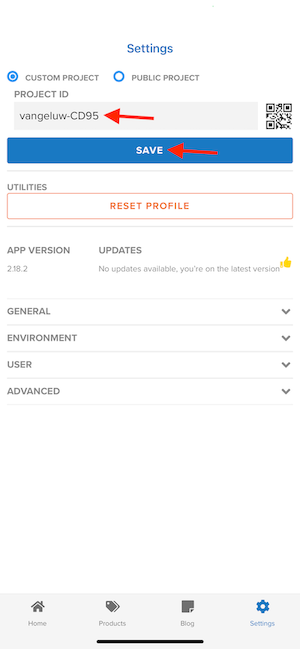 Settings
CUSTOM PROJECT PUBLIC PROJECT
PROJECT ID
vangeluw-CD95
SAVE
UTILITIES
RESET PROFILE
APP VERSION UPDATES
2.18.2 No updates available, you're on the latest version
GENERAL
ENVIRONMENT
USER
ADVANCED
Home Products Blog Settings